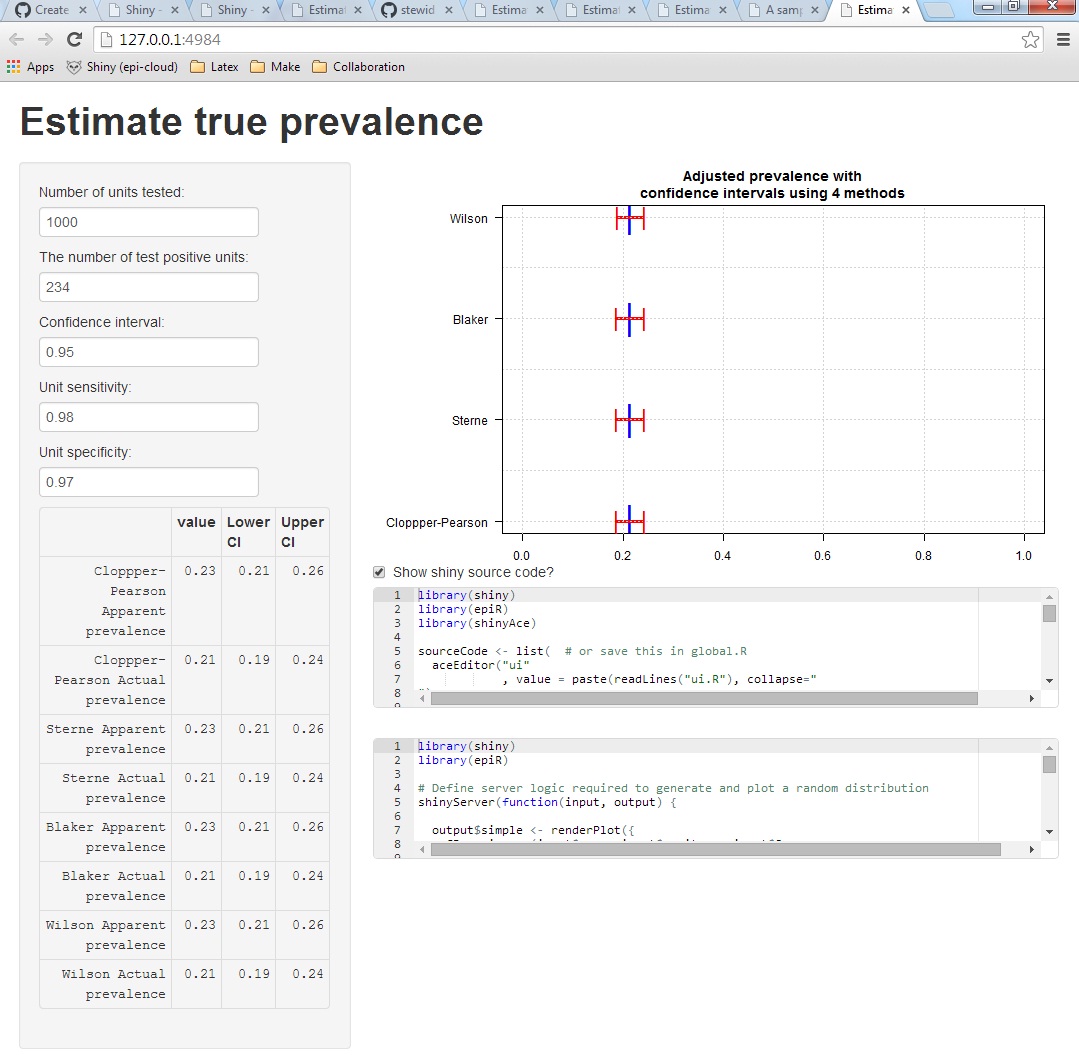 Create
Shiny -
Shiny -
Estimat
stewid
Estima
Estimat
Estima
A samp
Estima
127.0.0.1:4984
Apps
Shiny (epi-cloud)
Latex
Make
Collaboration
Estimate true prevalence
Number of units tested:
1000
The number of test positive units:
234
Confidence interval:
0.95
Unit sensitivity:
0.98
Unit specificity:
0.97
value Lower Upper
CI CI
Cloppper- 0.23 0.21 0.26
Pearson
Apparent
prevalence
Cloppper- 0.21 0.19 0.24
Pearson Actual
prevalence
Sterne Apparent 0.23 0.21 0.26
prevalence
Sterne Actual 0.21 0.19 0.24
prevalence
Blaker Apparent 0.23 0.21 0.26
prevalence
Blaker Actual 0.21 0.19 0.24
prevalence
Wilson Apparent 0.23 0.21 0.26
prevalence
Wilson Actual 0.21 0.19 0.24
prevalence
Adjusted prevalence with
confidence intervals using 4 methods
Wilson
Blaker
Sterne
Cloppper-Pearson
0.0 0.2 0.4 0.6 0.8 1.0
Show shiny source code?
1 library(shiny)
2 library(epiR)
3 library(shinyAce)
4
5 sourceCode <- list( # or save this in global.R
6 aceEditor("ui"
7 , value = paste(readLines("ui.R"), collapse="
8
1 library(shiny)
2 library(epiR)
3
4 # Define server logic required to generate and plot a random distribution
5 shinyServer(function(input, output) {
6
7 output$simple <- renderPlot({
8